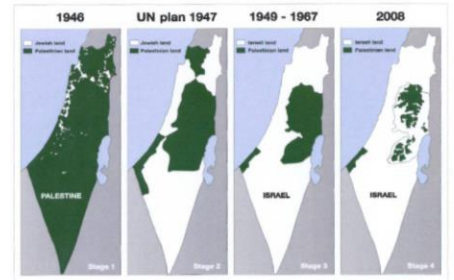 1946
Jewish land
Palestinian land
PALESTINE
Stage 1
UN plan 1947
Jewish land
Palestinian land
Stage 2
1949 - 1967
Israeli land
Palestinian land
ISRAEL
Stage 3
2008
Israeli land
Palestinian land
ISRAEL
Stage 4